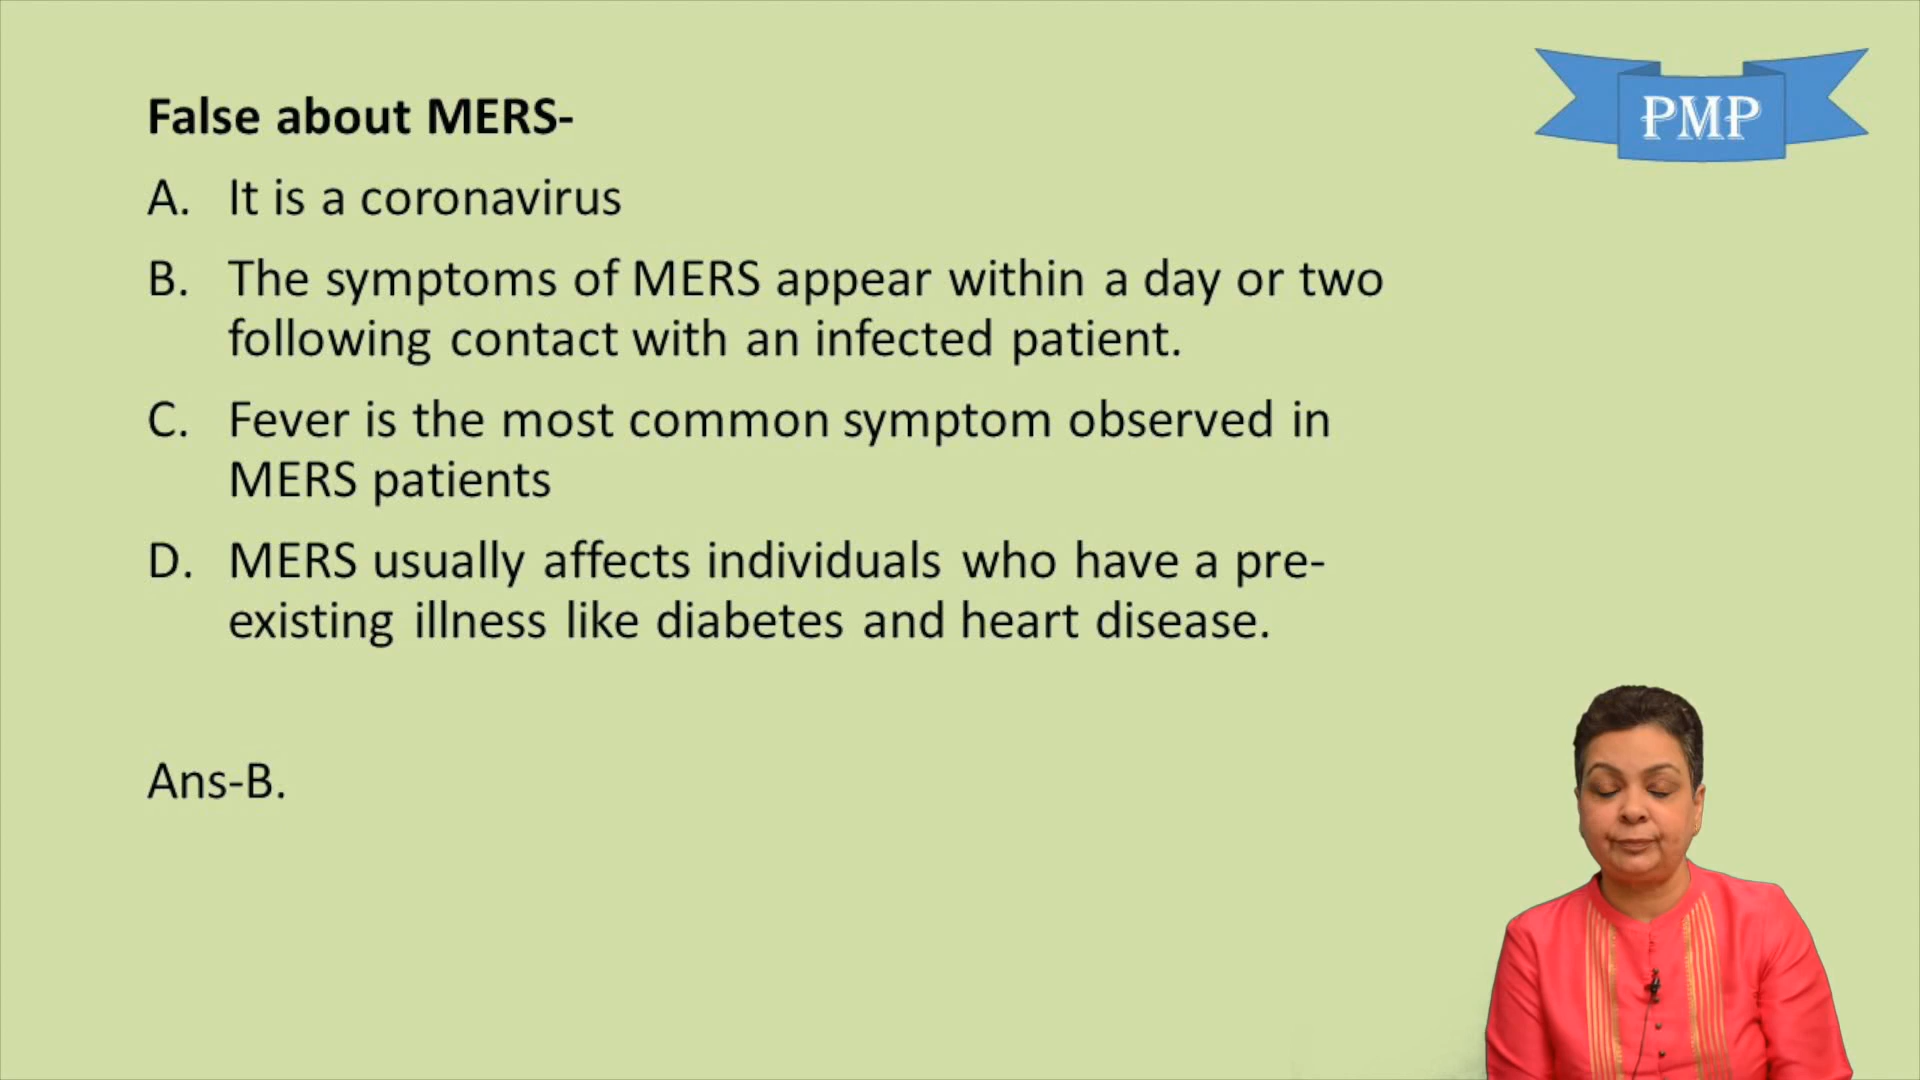 PMP
False about MERS-
A. It is a coronavirus
B. The symptoms of MERS appear within a day or two
following contact with an infected patient.
C. Fever is the most common symptom observed in
MERS patients
D. MERS usually affects individuals who have a pre-
existing illness like diabetes and heart disease.
Ans-B.